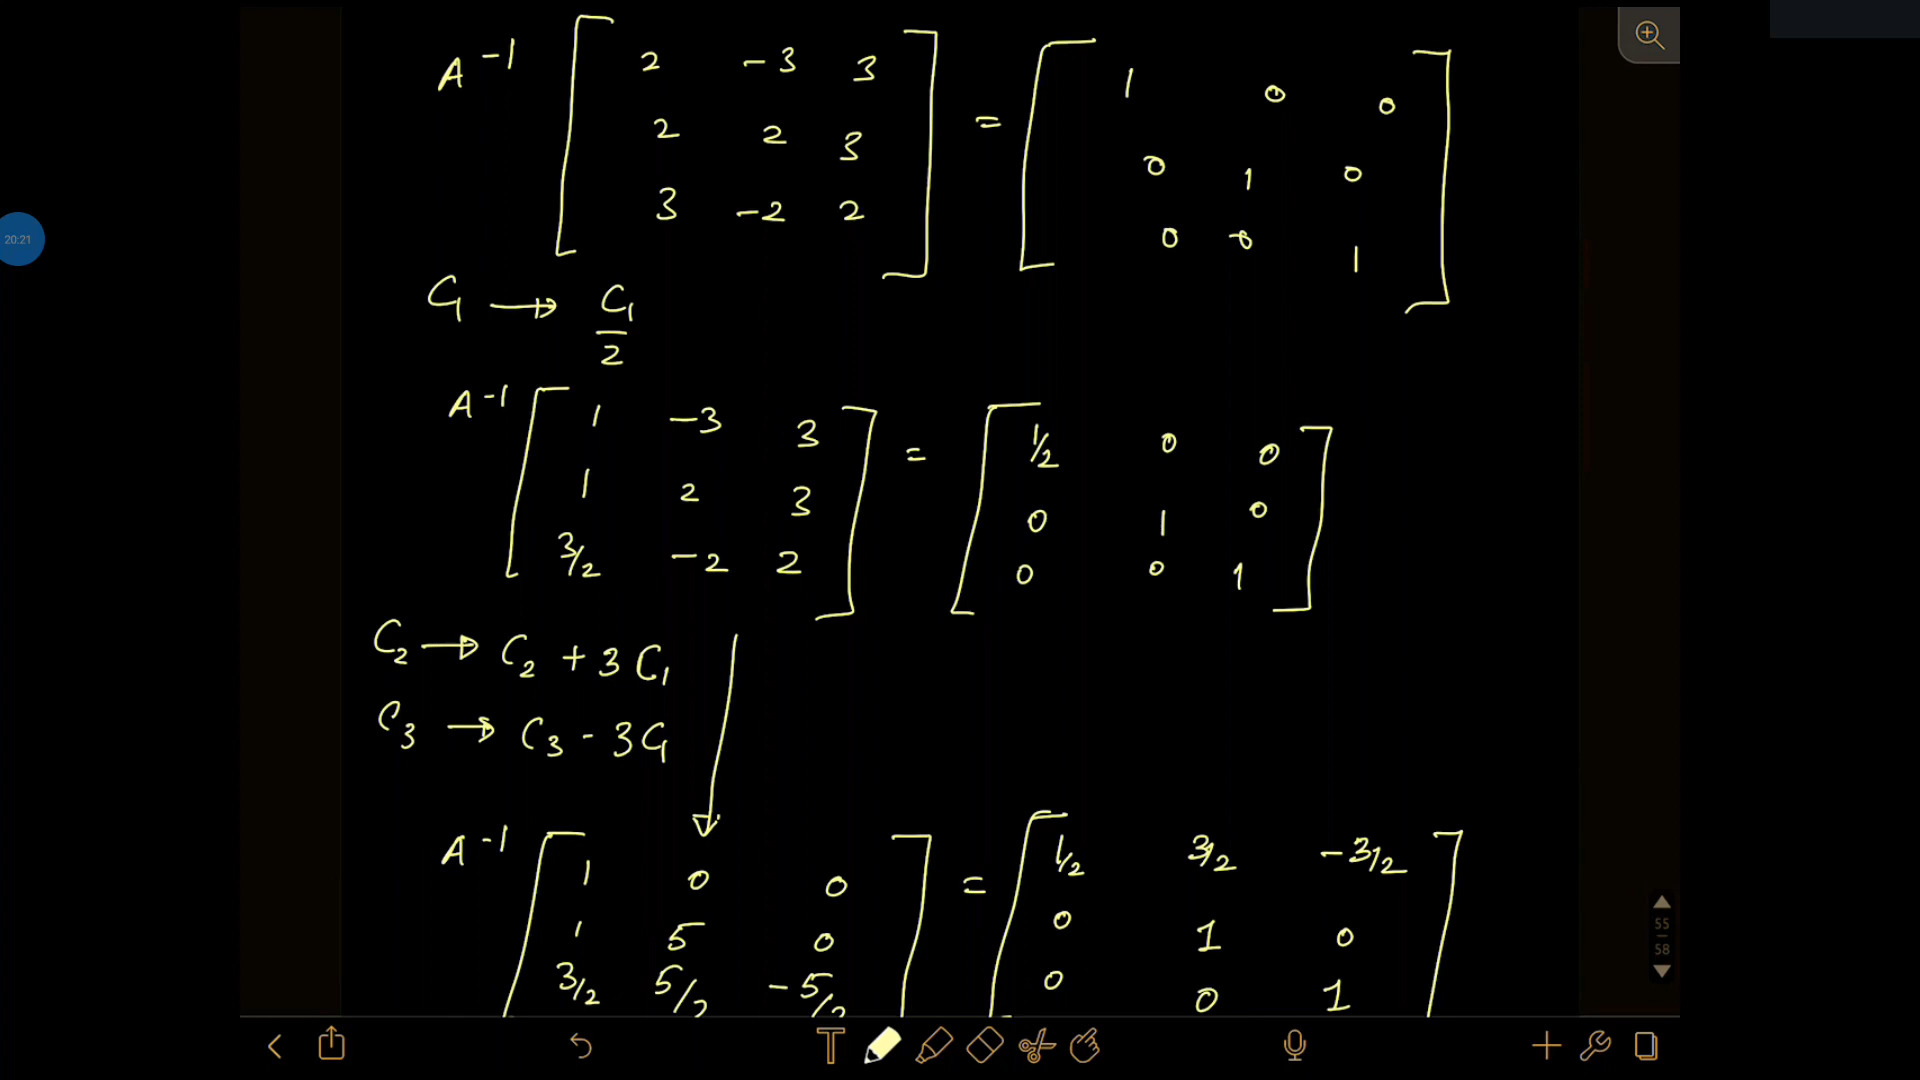 A⁻¹ [ 2 -3 3 ] = [ 1 0 0 ]
2 2 3 0 1 0
3 -2 2 0 0 1
20:21
C₁ → C₁/2
A⁻¹ [ 1 -3 3 ] = [ 1/2 0 0 ]
1 2 3 0 1 0
3/2 -2 2 0 0 1
C₂ → C₂ + 3C₁
C₃ → C₃ - 3C₁
A⁻¹ [ 1 0 0 ] = [ 1/2 3/2 -3/2 ]
1 5 0 0 1 0
3/2 5/2 -5/2 0 0 1
55
58
T